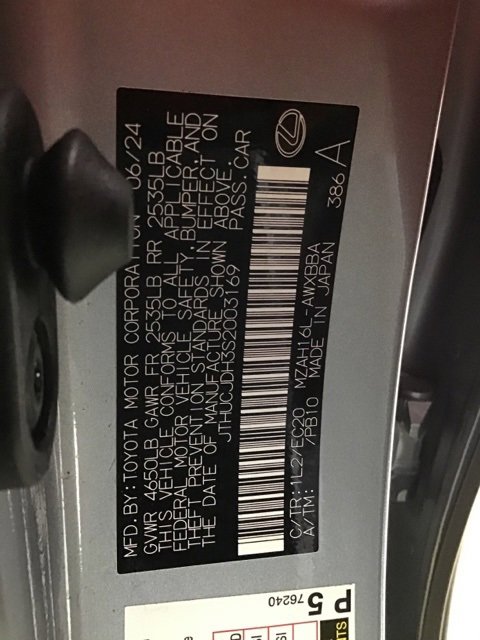 MFD. BY: TOYOTA MOTOR CORPORATION 06/24
GVWR 4650LB GAWR FR 2535LB RR 2535LB
THIS VEHICLE CONFORMS TO ALL APPLICABLE
FEDERAL MOTOR VEHICLE SAFETY, BUMPER, AND
THEFT PREVENTION STANDARDS IN EFFECT ON
THE DATE OF MANUFACTURE SHOWN ABOVE.
JTHUCJDH3S2003169 PASS. CAR
C/TR: 1L2/EC20 MZAH16L-AWXBBA
A/TM: /PB10 MADE IN JAPAN 386 A
P5
76240